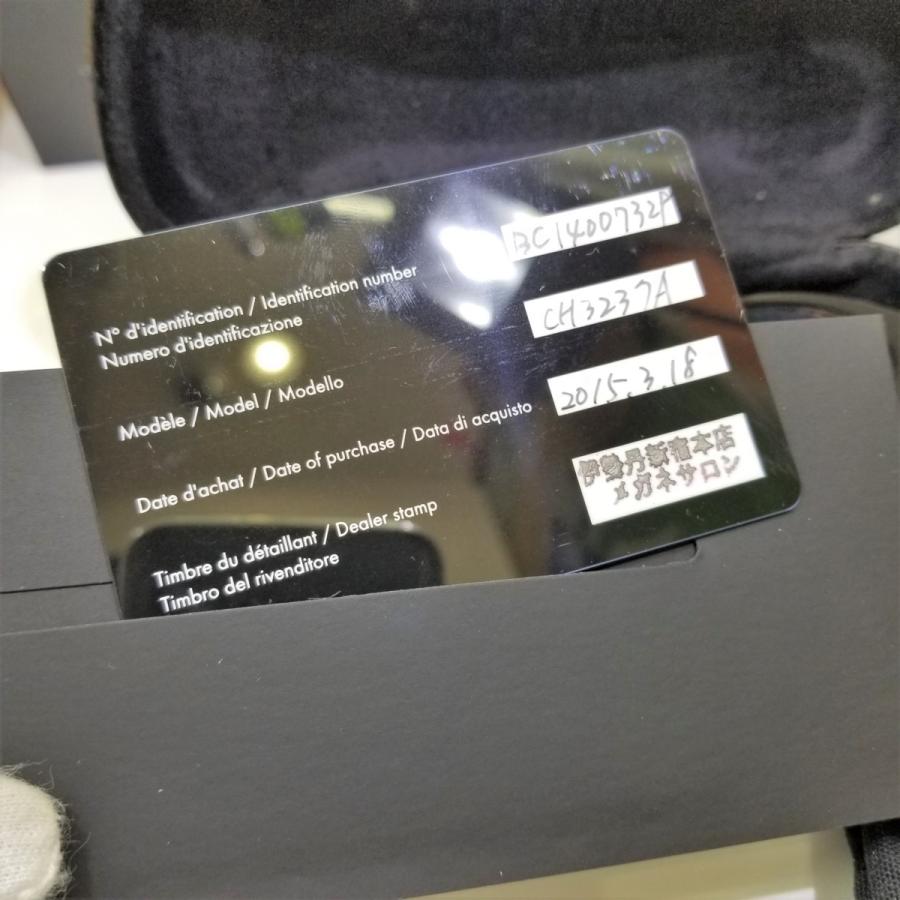 N° d'identification / Identification number
Numero d'identificazione
BC1400732P
Modèle / Model / Modello
CH3237A
Date d'achat / Date of purchase / Data di acquisto
2015.3.18
Timbre du détaillant / Dealer stamp
Timbro del rivenditore
伊勢丹新宿本店
メガネサロン